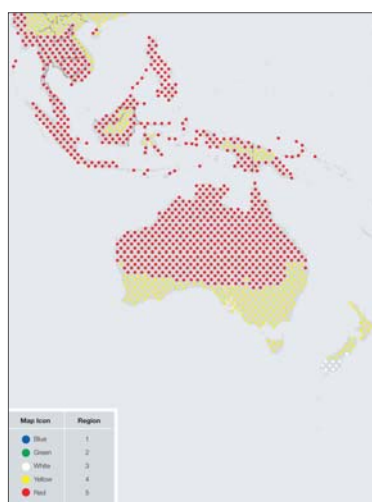 Map Icon Region
Blue 1
Green 2
White 3
Yellow 4
Red 5